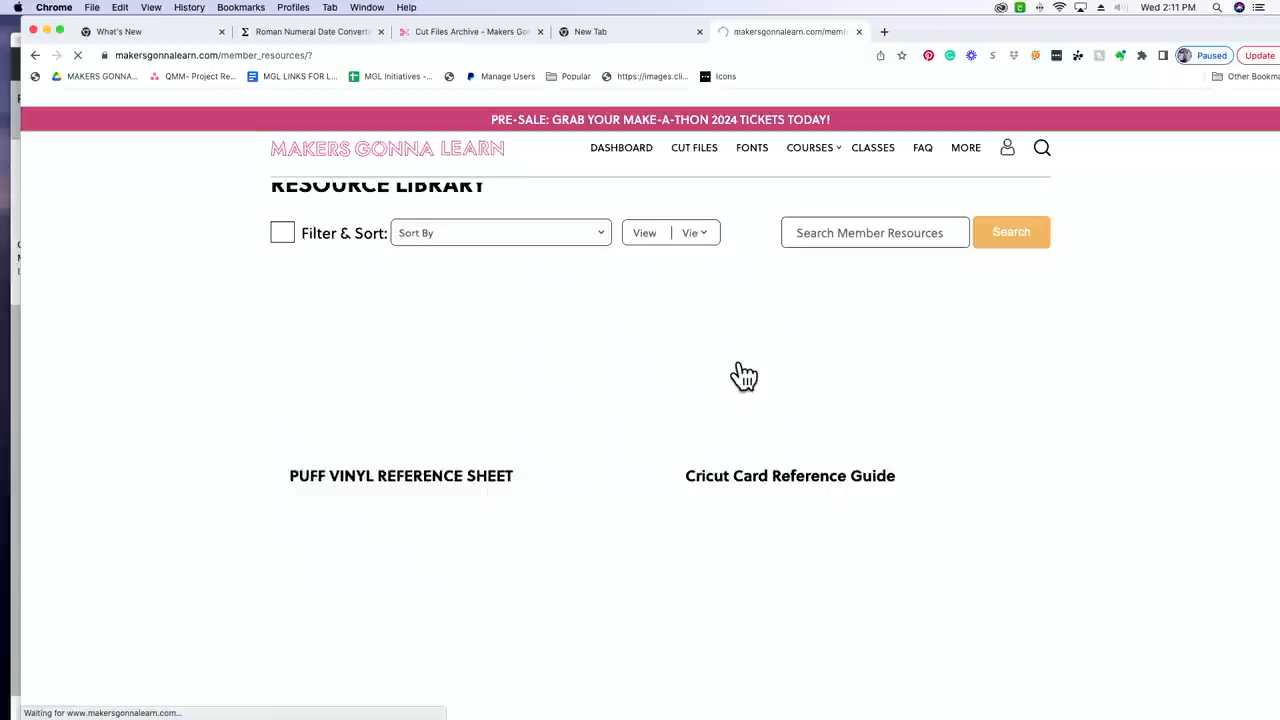 Chrome File Edit View History Bookmarks Profiles Tab Window Help Wed 2:11 PM
What's New Roman Numeral Date Convert Cut Files Archive - Makers Gon New Tab makersgonnalearn.com/memb
makersgonnalearn.com/member_resources/? Paused Update
MAKERS GONNA... QMM- Project Re... MGL LINKS FOR L... MGL Initiatives -... Manage Users Popular https://images.cli... icons Other Bookma
PRE-SALE: GRAB YOUR MAKE-A-THON 2024 TICKETS TODAY!
MAKERS GONNA LEARN DASHBOARD CUT FILES FONTS COURSES CLASSES FAQ MORE
RESOURCE LIBRARY
Filter & Sort: Sort By View | Vie Search Member Resources Search
PUFF VINYL REFERENCE SHEET Cricut Card Reference Guide
Waiting for www.makersgonnalearn.com...